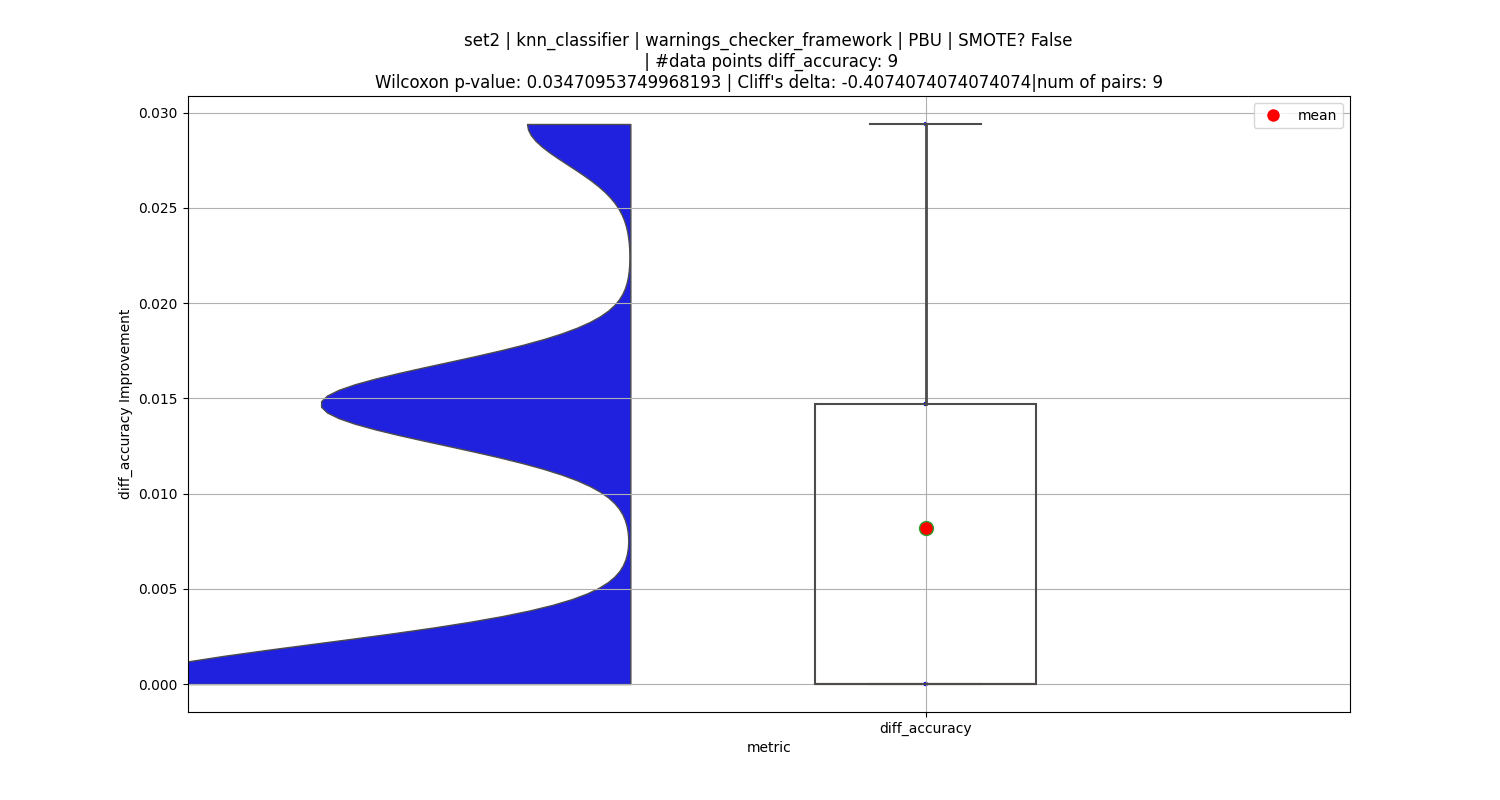 set2 | knn_classifier | warnings_checker_framework | PBU | SMOTE? False
| #data points diff_accuracy: 9
Wilcoxon p-value: 0.03470953749968193 | Cliff's delta: -0.4074074074074074|num of pairs: 9
0.030
mean
0.025
0.020
0.015
0.010
0.005
0.000
diff_accuracy Improvement
diff_accuracy
metric